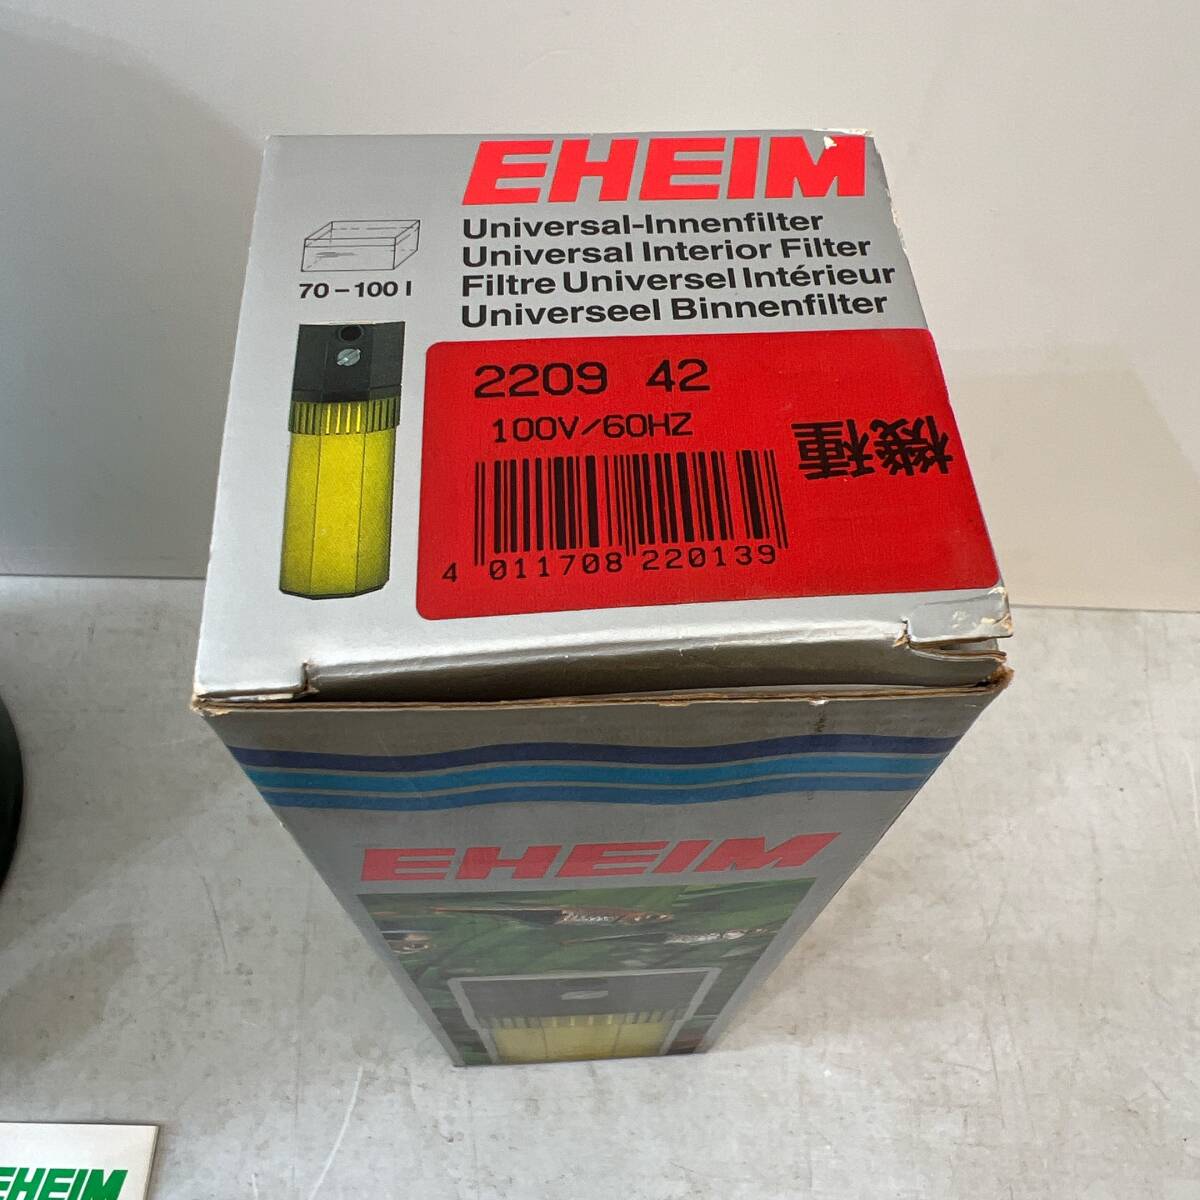 EHEIM
Universal-Innenfilter
Universal Interior Filter
Filtre Universel Intérieur
Universeel Binnenfilter
70-100 l
2209 42
100V/60HZ
機種
4 011708 220139
EHEIM
EHEIM